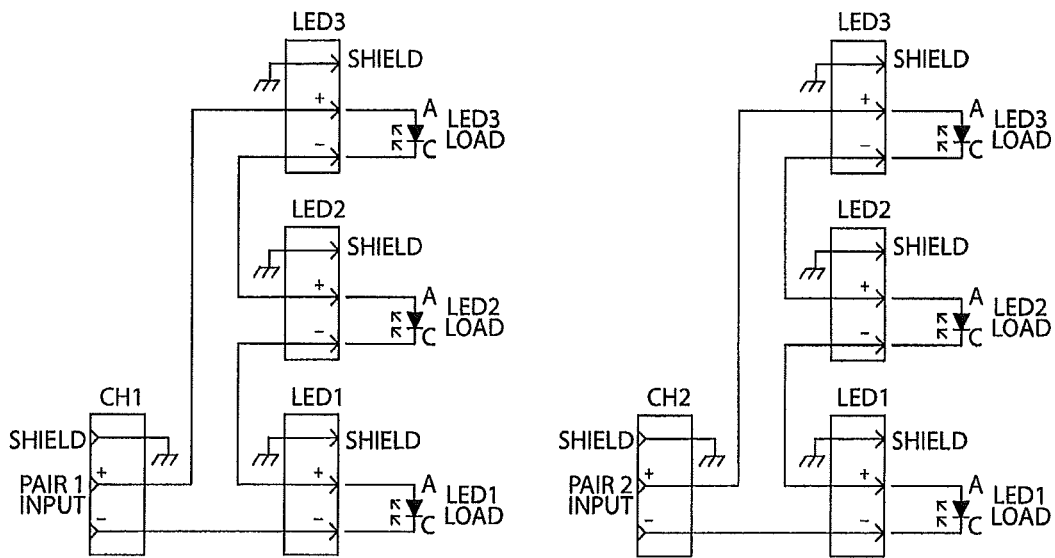 LED3
SHIELD
+
A
LED3
LOAD
-
C
LED2
SHIELD
+
A
LED2
LOAD
-
C
CH1
LED1
SHIELD
SHIELD
+
PAIR 1
INPUT
+
A
LED1
LOAD
-
-
C
LED3
SHIELD
+
A
LED3
LOAD
-
C
LED2
SHIELD
+
A
LED2
LOAD
-
C
CH2
LED1
SHIELD
SHIELD
+
PAIR 2
INPUT
+
A
LED1
LOAD
-
-
C